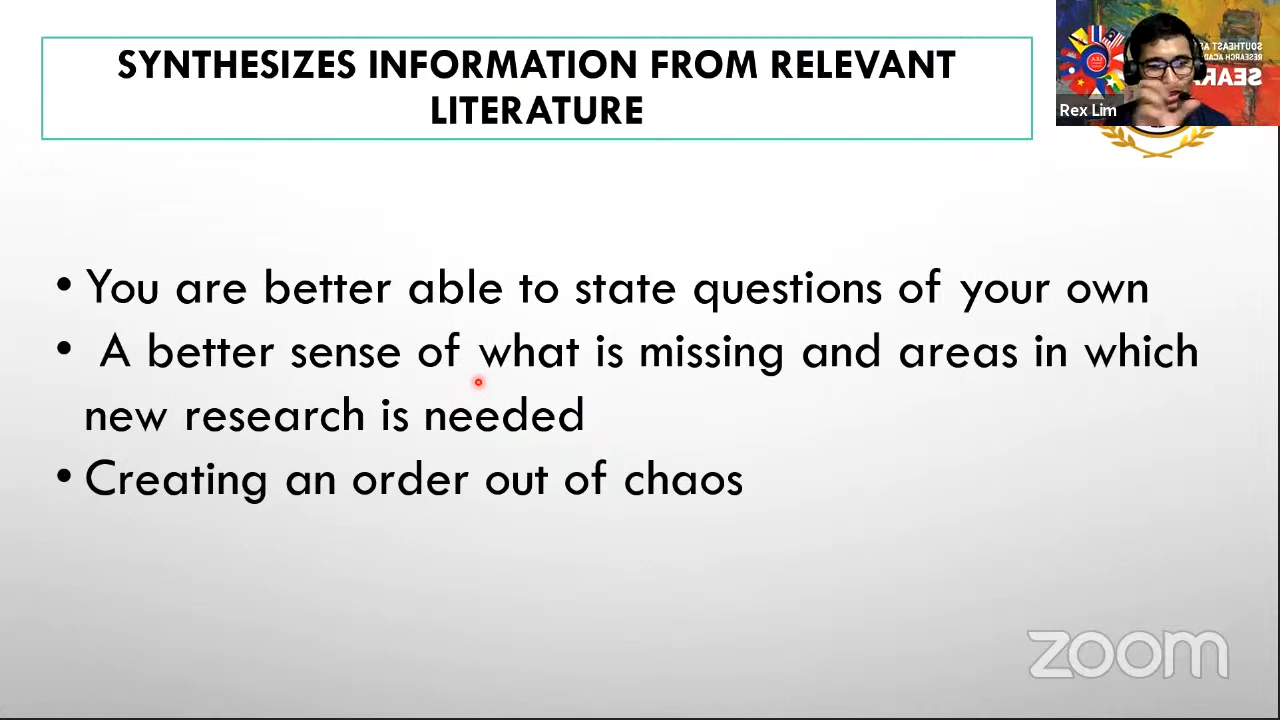 SYNTHESIZES INFORMATION FROM RELEVANT
LITERATURE
Rex Lim
• You are better able to state questions of your own
• A better sense of what is missing and areas in which
new research is needed
• Creating an order out of chaos
zoom